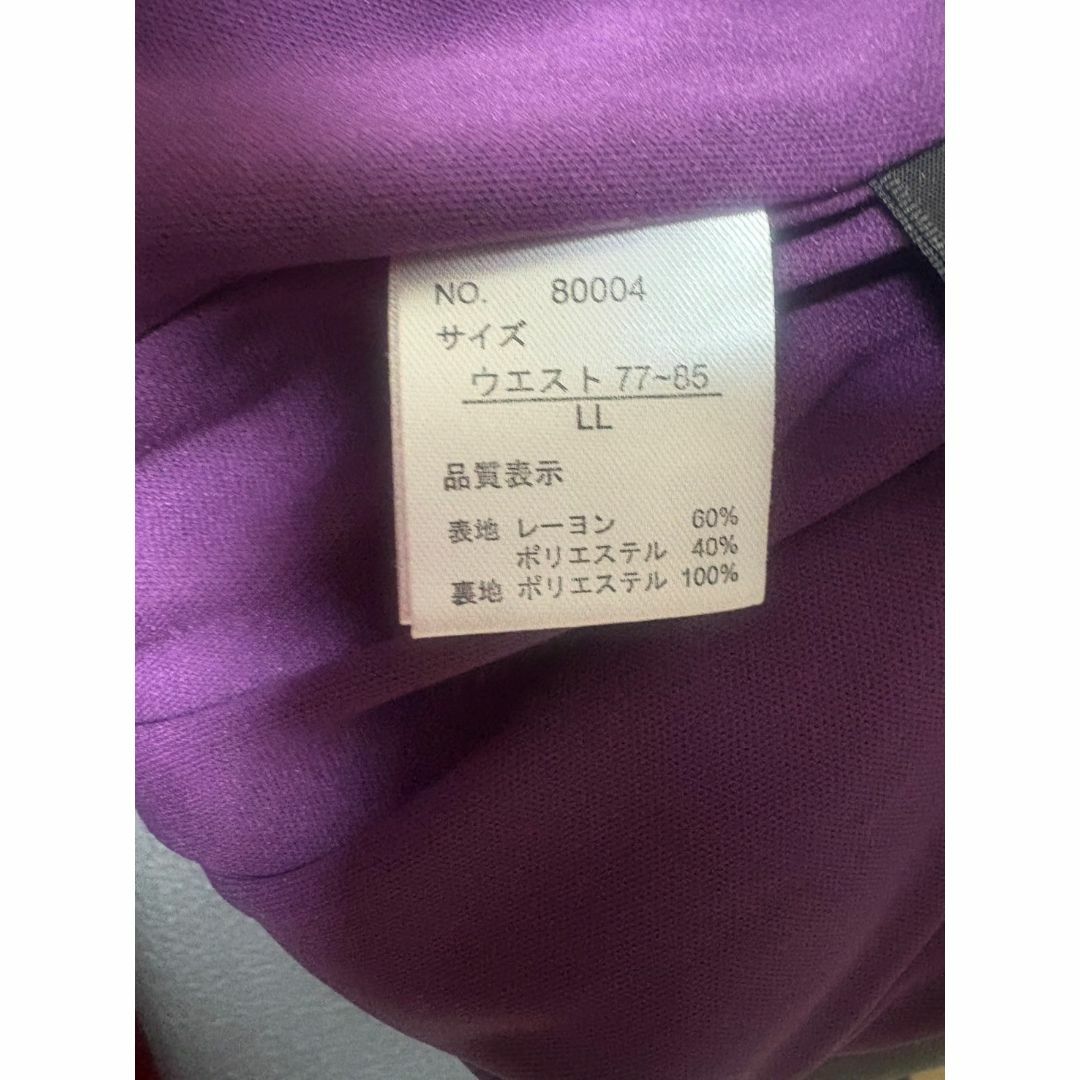 NO. 80004
サイズ
ウエスト 77~85
LL
品質表示
表地 レーヨン 60%
ポリエステル 40%
裏地 ポリエステル 100%